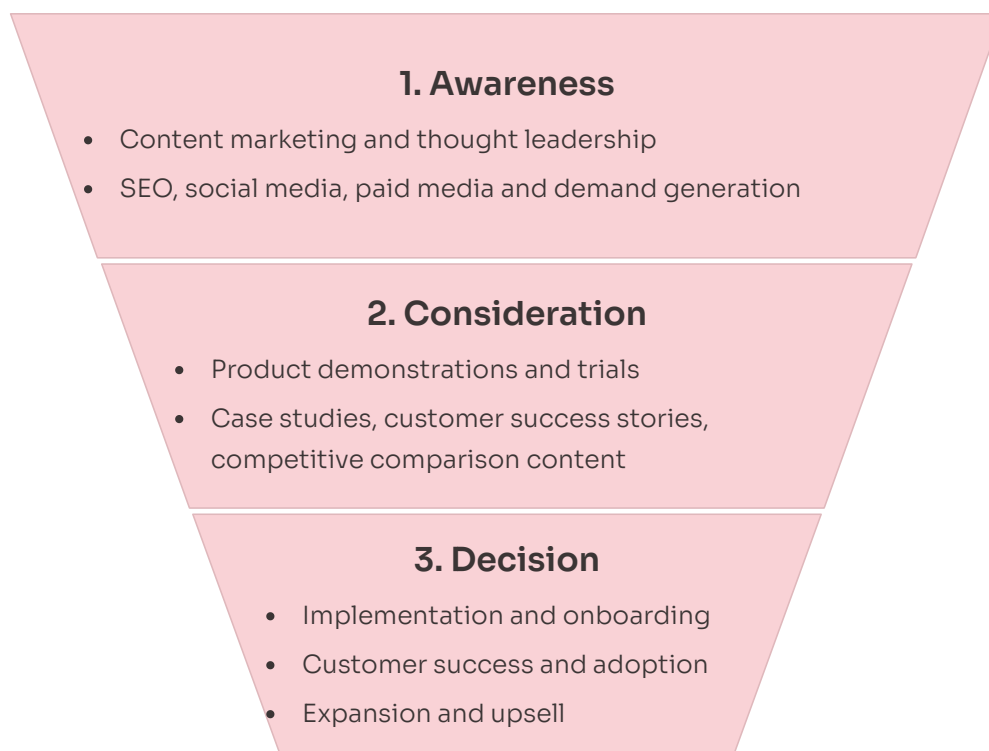 1. Awareness
• Content marketing and thought leadership
• SEO, social media, paid media and demand generation
2. Consideration
• Product demonstrations and trials
• Case studies, customer success stories,
competitive comparison content
3. Decision
• Implementation and onboarding
• Customer success and adoption
• Expansion and upsell